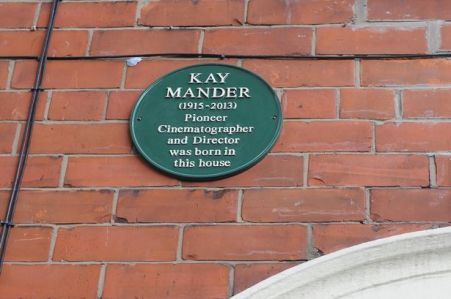 KAY
MANDER
(1915-2013)
Pioneer
Cinematographer
and Director
was born in
this house